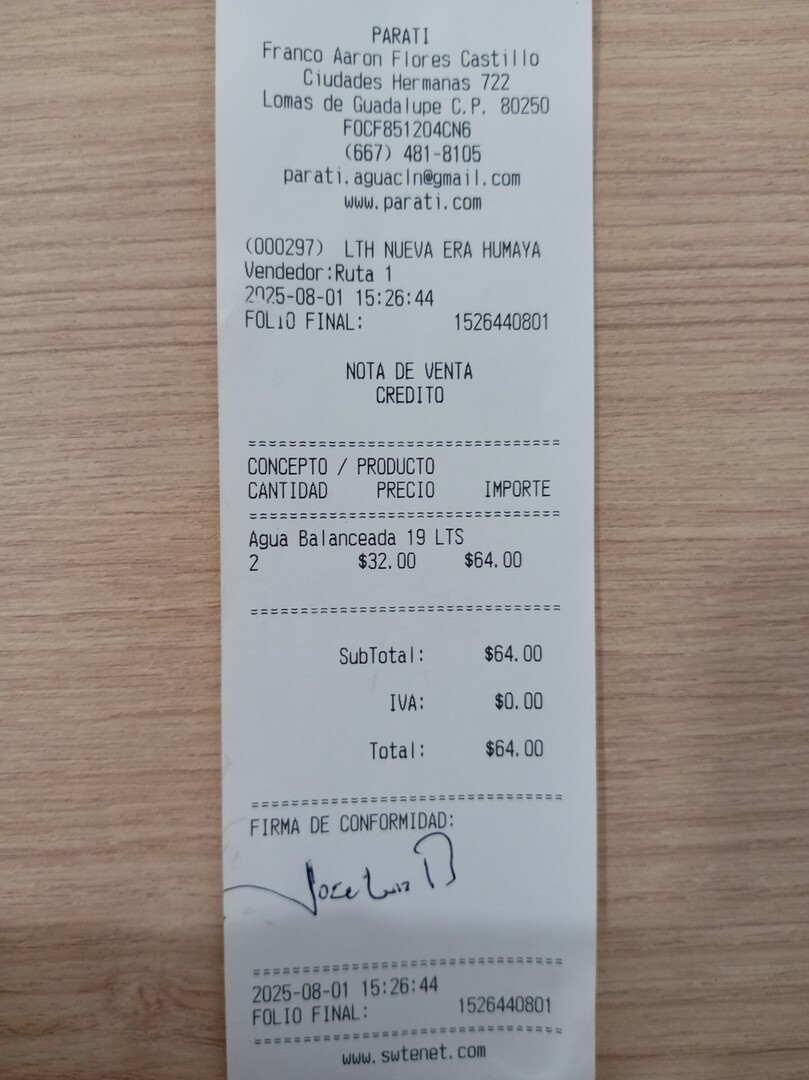 PARATI
Franco Aaron Flores Castillo
Ciudades Hermanas 722
Lomas de Guadalupe C.P. 80250
FOCF851204CN6
(667) 481-8105
parati.aguacln@gmail.com
www.parati.com
(000297) LTH NUEVA ERA HUMAYA
Vendedor:Ruta 1
2025-08-01 15:26:44
FOLIO FINAL: 1526440801
NOTA DE VENTA
CREDITO
===============================
CONCEPTO / PRODUCTO
CANTIDAD PRECIO IMPORTE
===============================
Agua Balanceada 19 LTS
2 $32.00 $64.00
===============================
SubTotal: $64.00
IVA: $0.00
Total: $64.00
===============================
FIRMA DE CONFORMIDAD:
Jose Luis
===============================
2025-08-01 15:26:44
FOLIO FINAL: 1526440801
===============================
www.swtenet.com